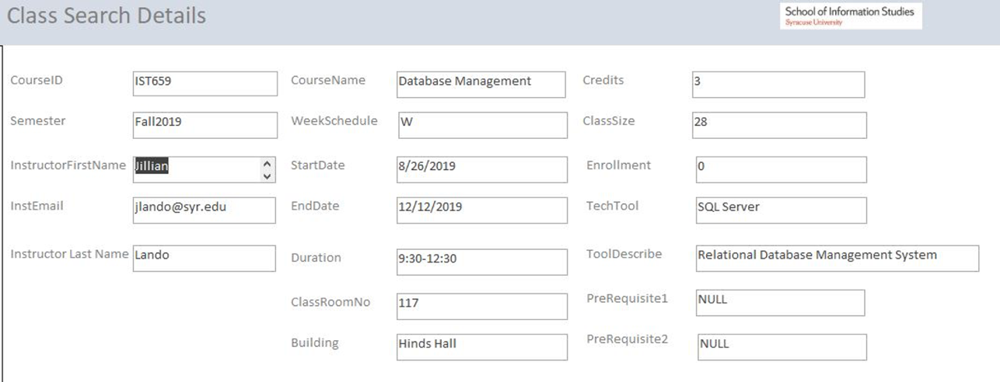 Class Search Details
School of Information Studies
Syracuse University
CourseID IST659 CourseName Database Management Credits 3
Semester Fall2019 WeekSchedule W ClassSize 28
InstructorFirstName Jillian StartDate 8/26/2019 Enrollment 0
InstEmail jlando@syr.edu EndDate 12/12/2019 TechTool SQL Server
Instructor Last Name Lando Duration 9:30-12:30 ToolDescribe Relational Database Management System
ClassRoomNo 117 PreRequisite1 NULL
Building Hinds Hall PreRequisite2 NULL